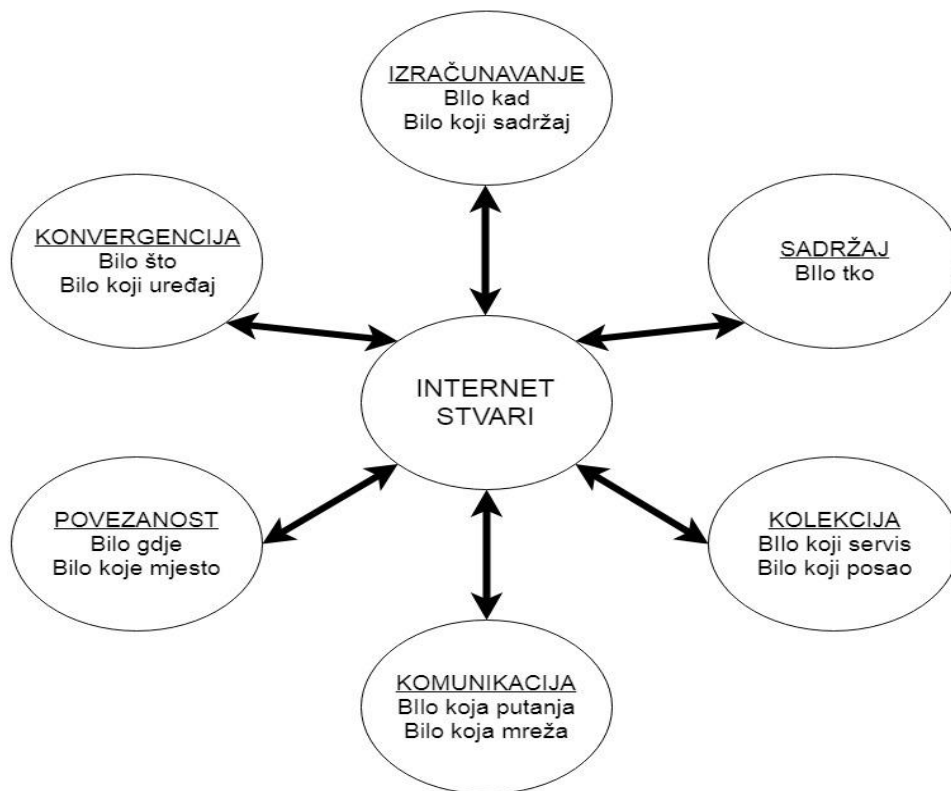 IZRAČUNAVANJE
BIlo kad
Bilo koji sadržaj
KONVERGENCIJA
Bilo što
Bilo koji uređaj
SADRŽAJ
BIlo tko
INTERNET
STVARI
POVEZANOST
Bilo gdje
Bilo koje mjesto
KOLEKCIJA
BIlo koji servis
Bilo koji posao
KOMUNIKACIJA
BIlo koja putanja
Bilo koja mreža